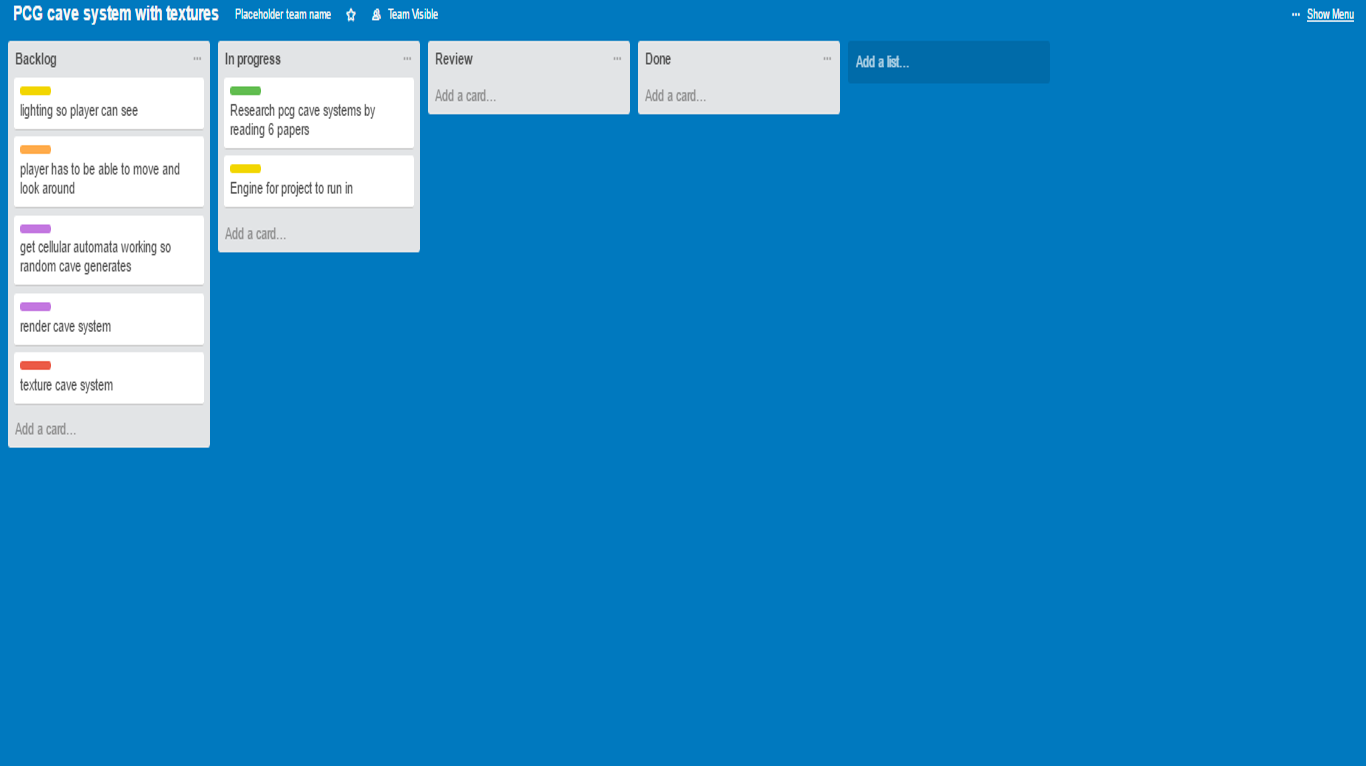 PCG cave system with textures Placeholder team name Team Visible ... Show Menu
Backlog ...
lighting so player can see
player has to be able to move and
look around
get cellular automata working so
random cave generates
render cave system
texture cave system
Add a card...
In progress ...
Research pcg cave systems by
reading 6 papers
Engine for project to run in
Add a card...
Review ...
Add a card...
Done ...
Add a card...
Add a list...